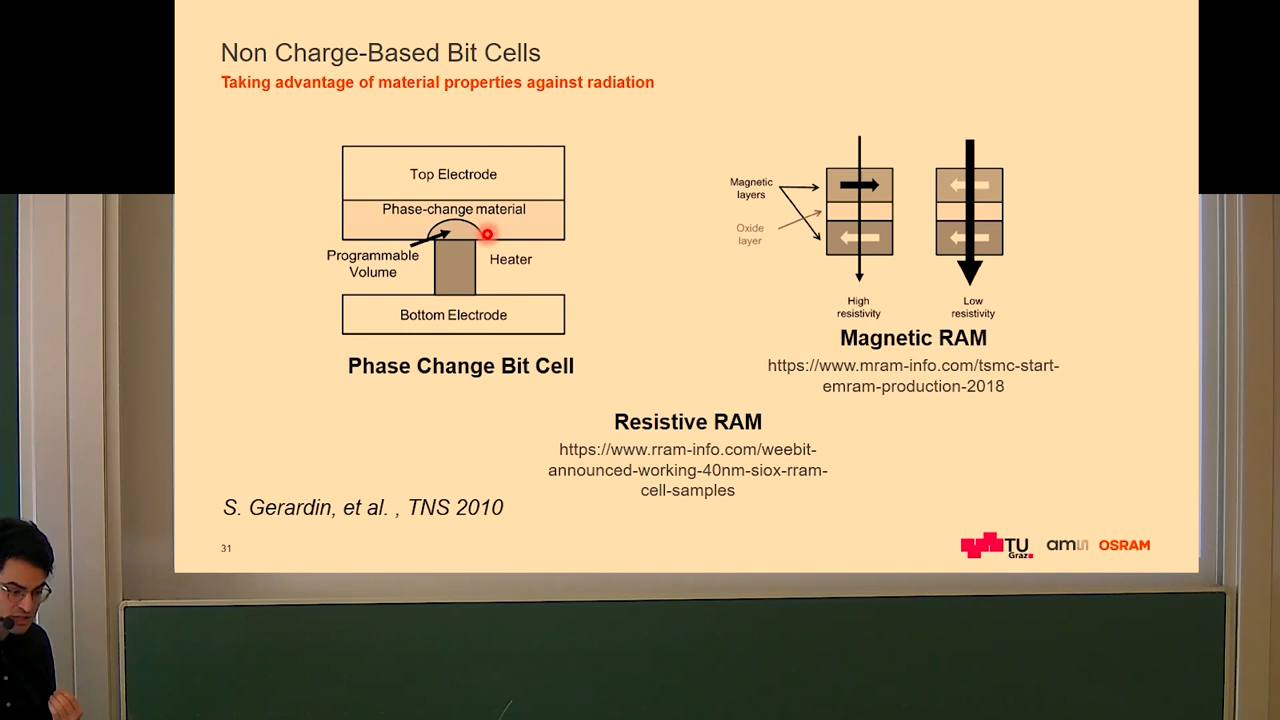 Non Charge-Based Bit Cells
Taking advantage of material properties against radiation
Top Electrode
Phase-change material
Programmable
Volume
Heater
Bottom Electrode
Phase Change Bit Cell
Magnetic
layers
Oxide
layer
High
resistivity
Low
resistivity
Magnetic RAM
https://www.mram-info.com/tsmc-start-
emram-production-2018
Resistive RAM
https://www.rram-info.com/weebit-
announced-working-40nm-siox-rram-
cell-samples
S. Gerardin, et al. , TNS 2010
31
TU
Graz
am
OSRAM